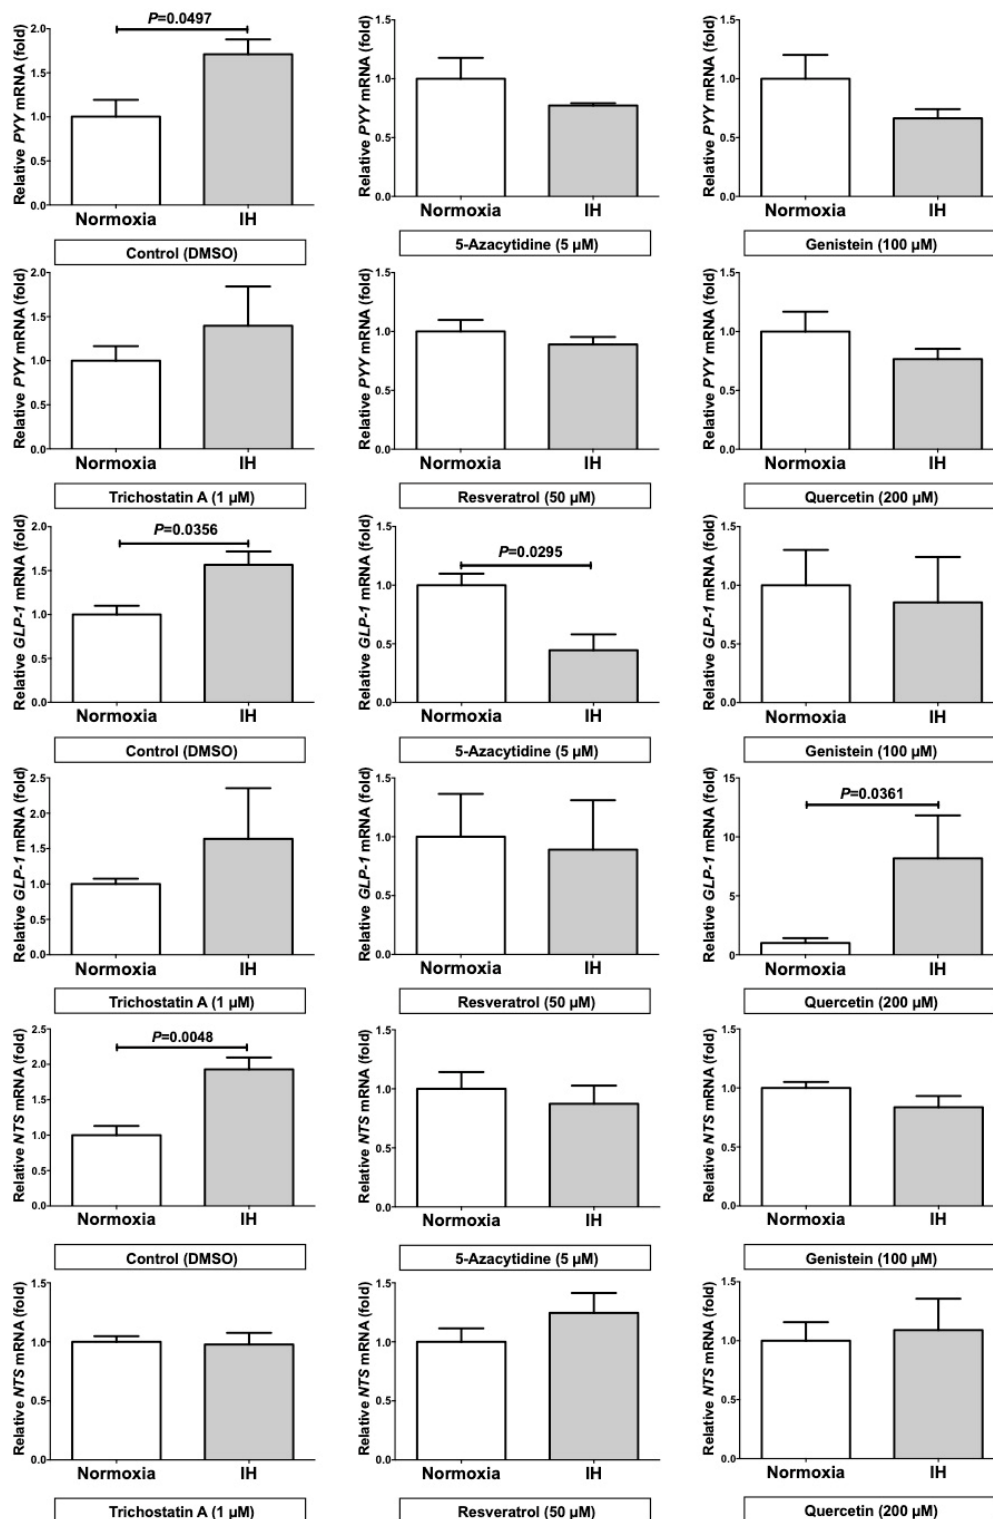 Relative PYY mRNA (fold)
P=0.0497
2.0
1.5
1.0
0.5
0.0
Normoxia IH
Control (DMSO)
Relative PYY mRNA (fold)
1.5
1.0
0.5
0.0
Normoxia IH
5-Azacytidine (5 µM)
Relative PYY mRNA (fold)
1.5
1.0
0.5
0.0
Normoxia IH
Genistein (100 µM)
Relative PYY mRNA (fold)
2.0
1.5
1.0
0.5
0.0
Normoxia IH
Trichostatin A (1 µM)
Relative PYY mRNA (fold)
1.5
1.0
0.5
0.0
Normoxia IH
Resveratrol (50 µM)
Relative PYY mRNA (fold)
1.5
1.0
0.5
0.0
Normoxia IH
Quercetin (200 µM)
Relative GLP-1 mRNA (fold)
P=0.0356
2.0
1.5
1.0
0.5
0.0
Normoxia IH
Control (DMSO)
Relative GLP-1 mRNA (fold)
P=0.0295
1.5
1.0
0.5
0.0
Normoxia IH
5-Azacytidine (5 µM)
Relative GLP-1 mRNA (fold)
1.5
1.0
0.5
0.0
Normoxia IH
Genistein (100 µM)
Relative GLP-1 mRNA (fold)
2.5
2.0
1.5
1.0
0.5
0.0
Normoxia IH
Trichostatin A (1 µM)
Relative GLP-1 mRNA (fold)
1.5
1.0
0.5
0.0
Normoxia IH
Resveratrol (50 µM)
Relative GLP-1 mRNA (fold)
P=0.0361
15
10
5
0
Normoxia IH
Quercetin (200 µM)
Relative NTS mRNA (fold)
P=0.0048
2.5
2.0
1.5
1.0
0.5
0.0
Normoxia IH
Control (DMSO)
Relative NTS mRNA (fold)
1.5
1.0
0.5
0.0
Normoxia IH
5-Azacytidine (5 µM)
Relative NTS mRNA (fold)
1.5
1.0
0.5
0.0
Normoxia IH
Genistein (100 µM)
Relative NTS mRNA (fold)
1.5
1.0
0.5
0.0
Normoxia IH
Trichostatin A (1 µM)
Relative NTS mRNA (fold)
1.5
1.0
0.5
0.0
Normoxia IH
Resveratrol (50 µM)
Relative NTS mRNA (fold)
1.5
1.0
0.5
0.0
Normoxia IH
Quercetin (200 µM)